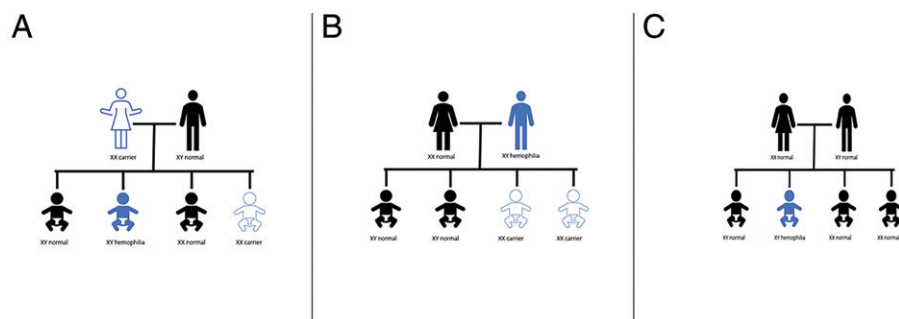 A
XX carrier XY normal
XY normal XY hemophilia XX normal XX carrier
B
XX normal XY hemophilia
XY normal XY normal XX carrier XX carrier
C
XX normal XY normal
XY normal XY hemophilia XX normal XX normal